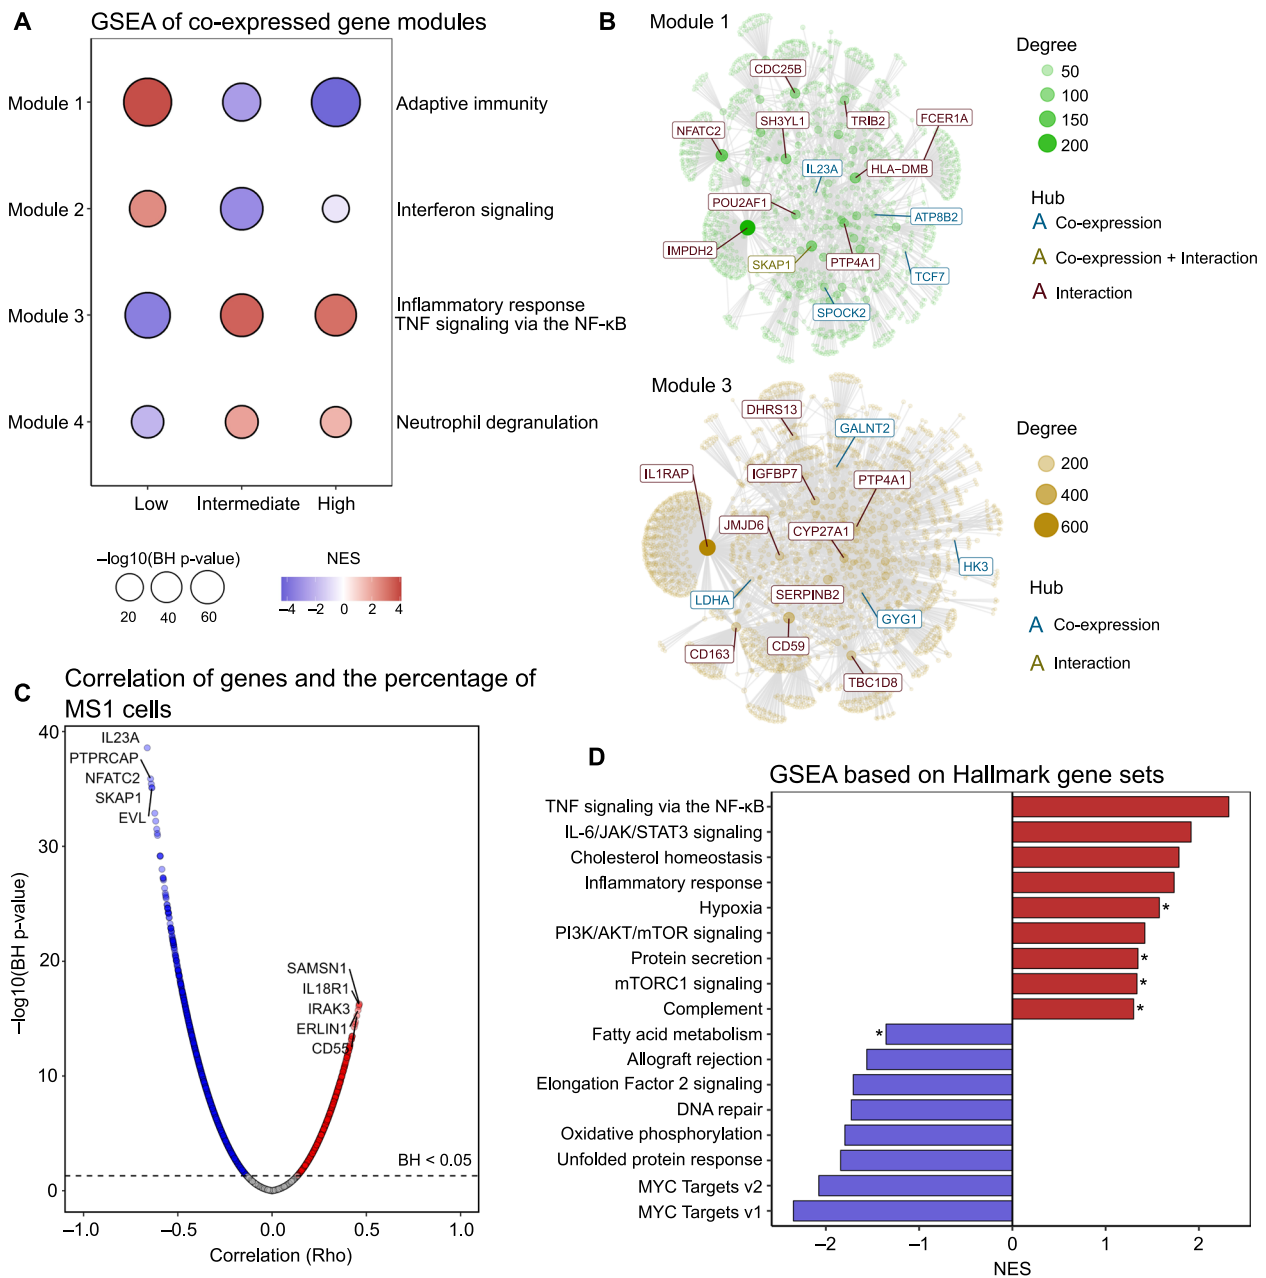 A
GSEA of co-expressed gene modules
Module 1
Adaptive immunity
Module 2
Interferon signaling
Module 3
Inflammatory response
TNF signaling via the NF-κB
Module 4
Neutrophil degranulation
Low
Intermediate
High
−log10(BH p-value)
20
40
60
NES
−4
−2
0
2
4
B
Module 1
CDC25B
SH3YL1
TRIB2
FCER1A
NFATC2
IL23A
HLA−DMB
POU2AF1
ATP8B2
IMPDH2
SKAP1
PTP4A1
TCF7
SPOCK2
Degree
50
100
150
200
Hub
A Co-expression
A Co-expression + Interaction
A Interaction
Module 3
DHRS13
GALNT2
IL1RAP
IGFBP7
PTP4A1
JMJD6
CYP27A1
HK3
LDHA
SERPINB2
GYG1
CD163
CD59
TBC1D8
Degree
200
400
600
Hub
A Co-expression
A Interaction
C
Correlation of genes and the percentage of
MS1 cells
−log10(BH p-value)
40
30
20
10
0
IL23A
PTPRCAP
NFATC2
SKAP1
EVL
SAMSN1
IL18R1
IRAK3
ERLIN1
CD55
BH < 0.05
−1.0
−0.5
0.0
0.5
1.0
Correlation (Rho)
D
GSEA based on Hallmark gene sets
TNF signaling via the NF-κB
IL-6/JAK/STAT3 signaling
Cholesterol homeostasis
Inflammatory response
Hypoxia *
PI3K/AKT/mTOR signaling
Protein secretion *
mTORC1 signaling *
Complement *
Fatty acid metabolism *
Allograft rejection
Elongation Factor 2 signaling
DNA repair
Oxidative phosphorylation
Unfolded protein response
MYC Targets v2
MYC Targets v1
−2
−1
0
1
2
NES